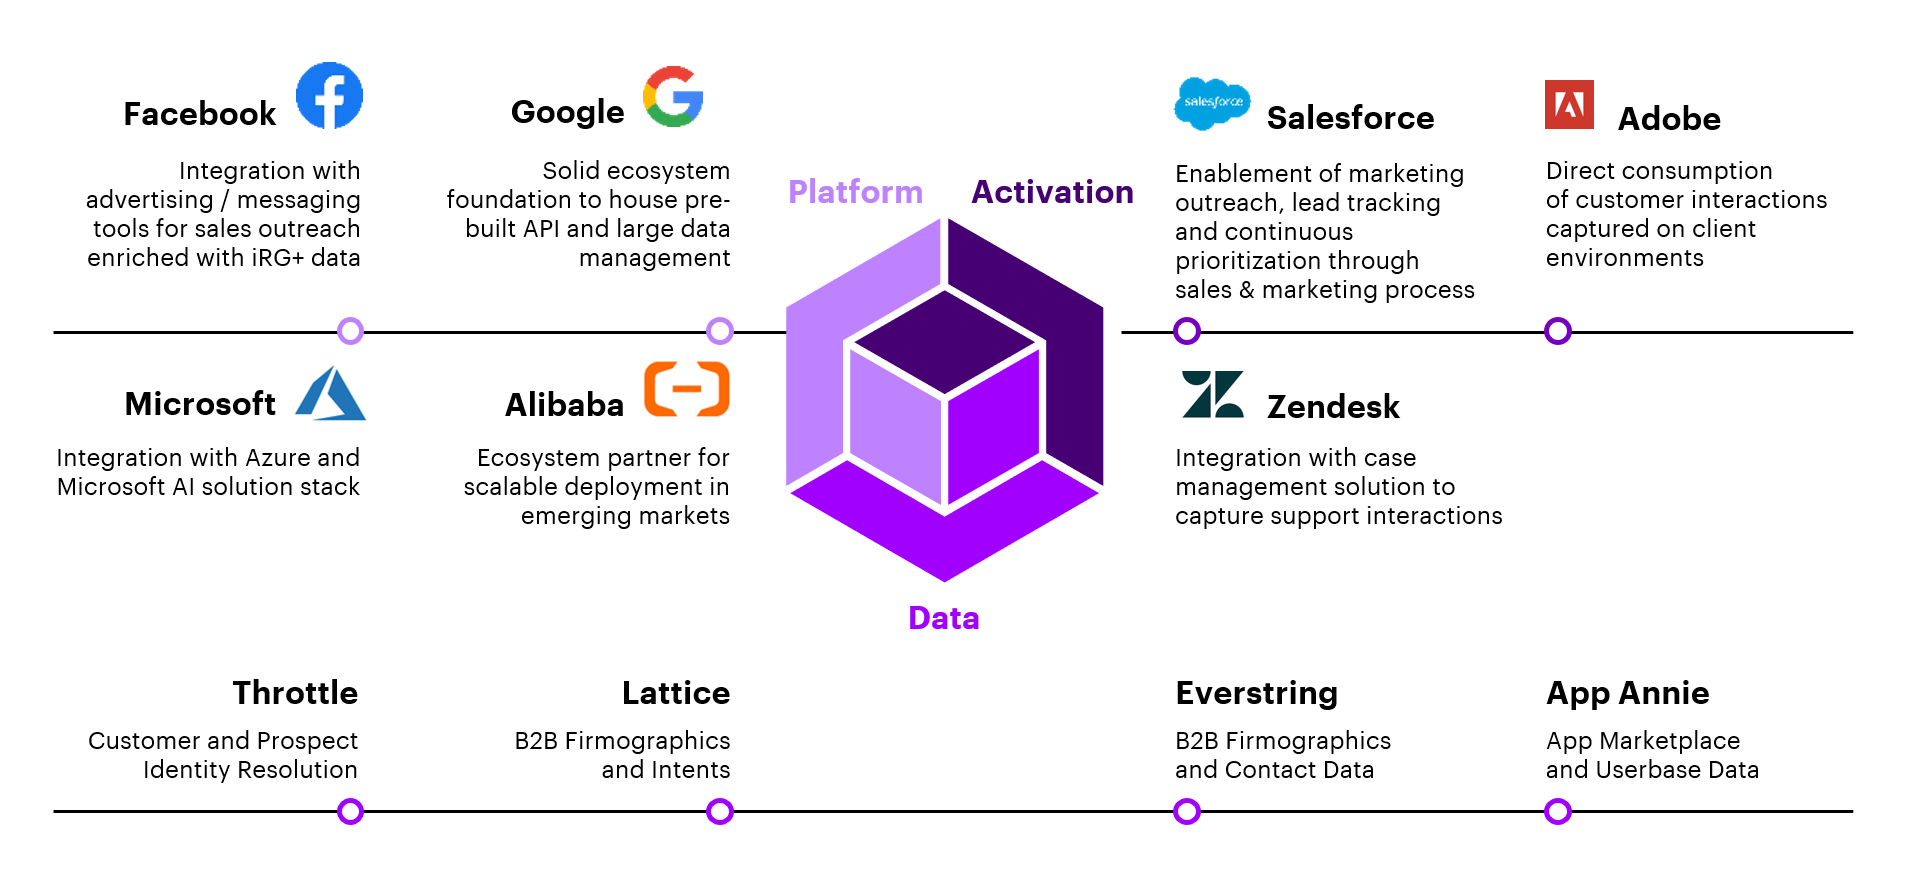 Facebook
Integration with
advertising / messaging
tools for sales outreach
enriched with iRG+ data
Google
Solid ecosystem
foundation to house pre-
built API and large data
management
Platform
Activation
salesforce
Salesforce
Enablement of marketing
outreach, lead tracking
and continuous
prioritization through
sales & marketing process
Adobe
Direct consumption
of customer interactions
captured on client
environments
Microsoft
Integration with Azure and
Microsoft AI solution stack
Alibaba
Ecosystem partner for
scalable deployment in
emerging markets
Zendesk
Integration with case
management solution to
capture support interactions
Data
Throttle
Customer and Prospect
Identity Resolution
Lattice
B2B Firmographics
and Intents
Everstring
B2B Firmographics
and Contact Data
App Annie
App Marketplace
and Userbase Data